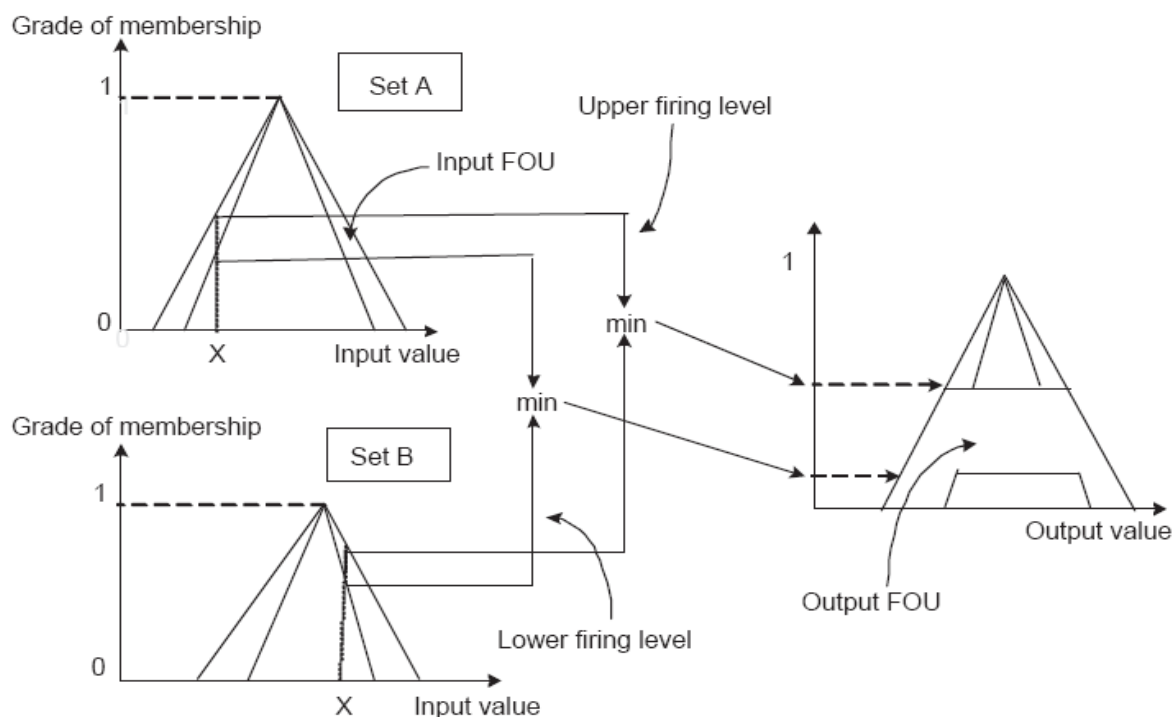 Grade of membership
1
Set A
Upper firing level
Input FOU
0
0
X
Input value
min
min
1
Grade of membership
Set B
1
Output value
Output FOU
Lower firing level
0
X
Input value